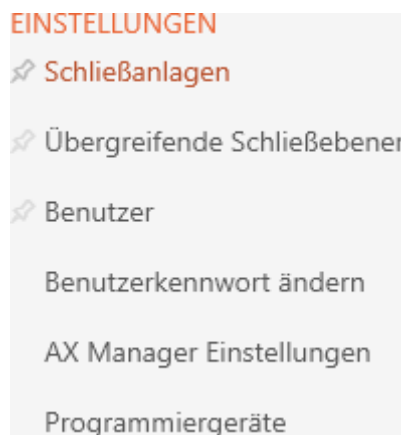 EINSTELLUNGEN
Schließanlagen
Übergreifende Schließebenen
Benutzer
Benutzerkennwort ändern
AX Manager Einstellungen
Programmiergeräte